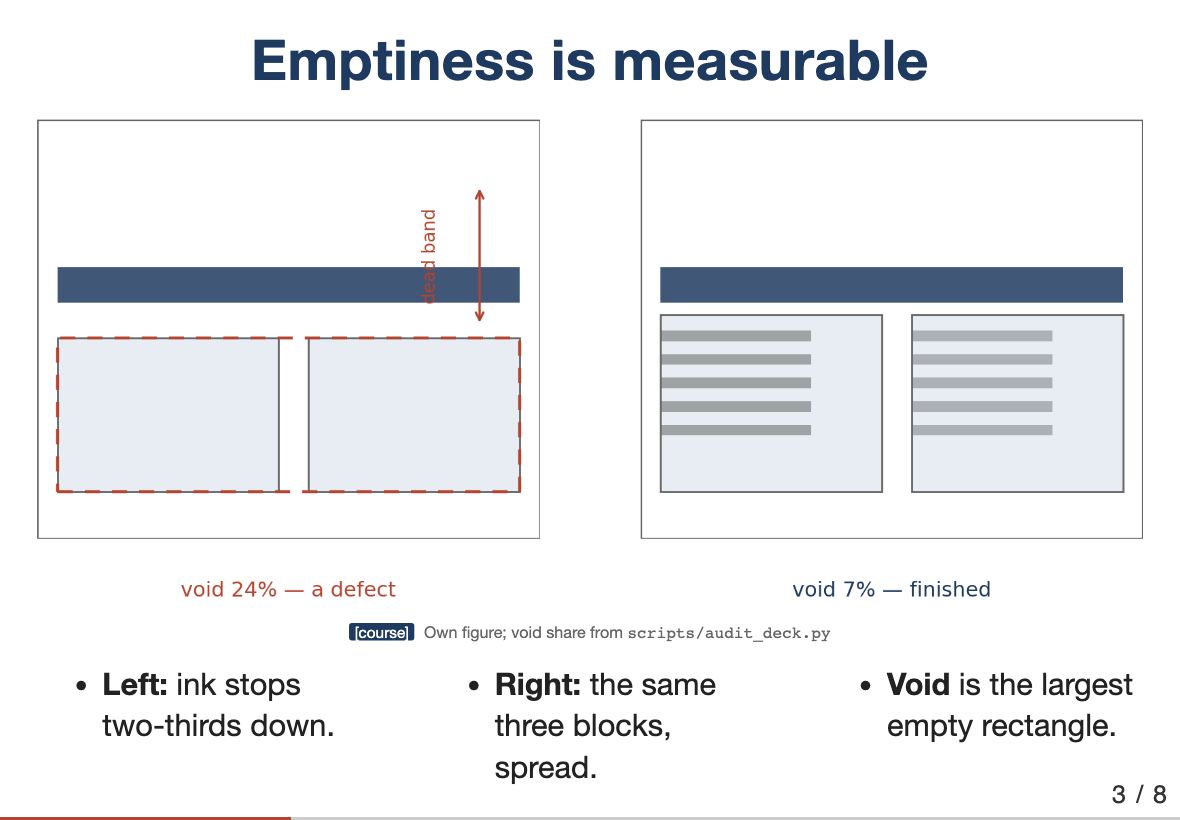 Emptiness is measurable
dead band
void 24% — a defect
void 7% — finished
[course] Own figure; void share from scripts/audit_deck.py
• Left: ink stops
two-thirds down.
• Right: the same
three blocks,
spread.
• Void is the largest
empty rectangle.
3 / 8